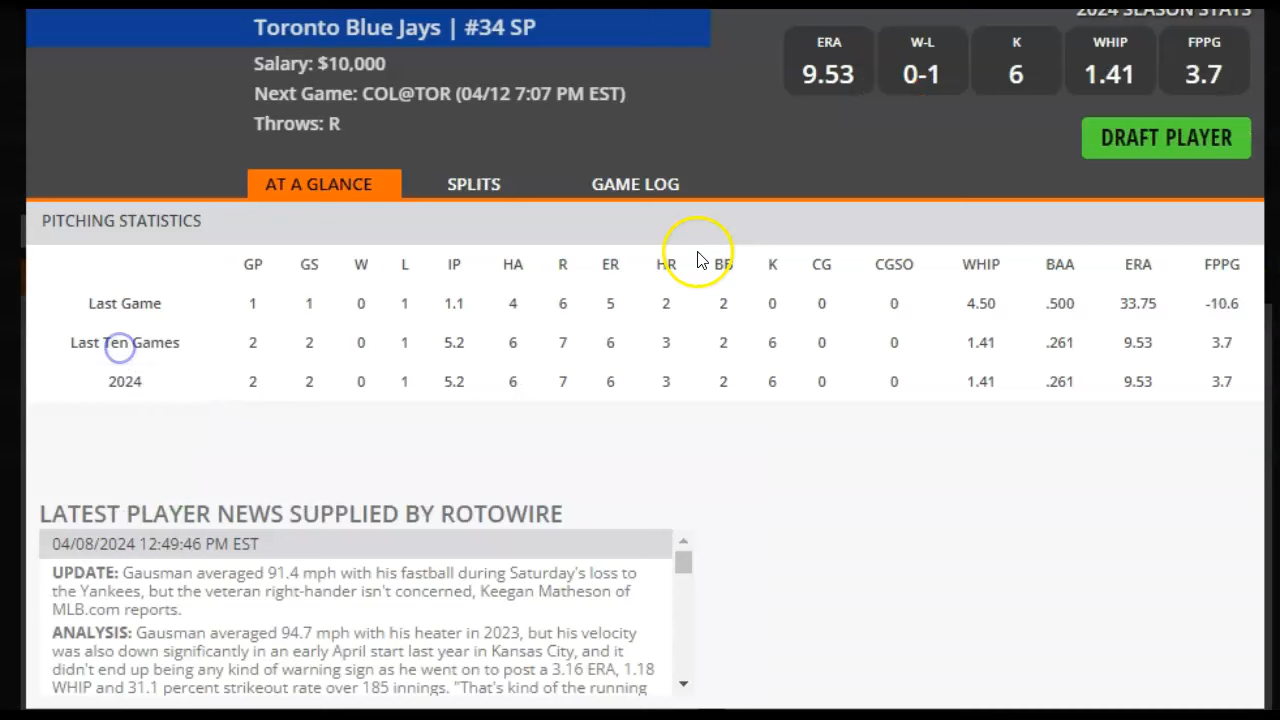 2024 SEASON STATS
Toronto Blue Jays | #34 SP
Salary: $10,000
Next Game: COL@TOR (04/12 7:07 PM EST)
Throws: R
ERA W-L K WHIP FPPG
9.53 0-1 6 1.41 3.7
DRAFT PLAYER
AT A GLANCE SPLITS GAME LOG
PITCHING STATISTICS
GP GS W L IP HA R ER HR BB K CG CGSO WHIP BAA ERA FPPG
Last Game 1 1 0 1 1.1 4 6 5 2 2 0 0 0 4.50 .500 33.75 -10.6
Last Ten Games 2 2 0 1 5.2 6 7 6 3 2 6 0 0 1.41 .261 9.53 3.7
2024 2 2 0 1 5.2 6 7 6 3 2 6 0 0 1.41 .261 9.53 3.7
LATEST PLAYER NEWS SUPPLIED BY ROTOWIRE
04/08/2024 12:49:46 PM EST
UPDATE: Gausman averaged 91.4 mph with his fastball during Saturday's loss to
the Yankees, but the veteran right-hander isn't concerned, Keegan Matheson of
MLB.com reports.
ANALYSIS: Gausman averaged 94.7 mph with his heater in 2023, but his velocity
was also down significantly in an early April start last year in Kansas City, and it
didn't end up being any kind of warning sign as he went on to post a 3.16 ERA, 1.18
WHIP and 31.1 percent strikeout rate over 185 innings. "That's kind of the running